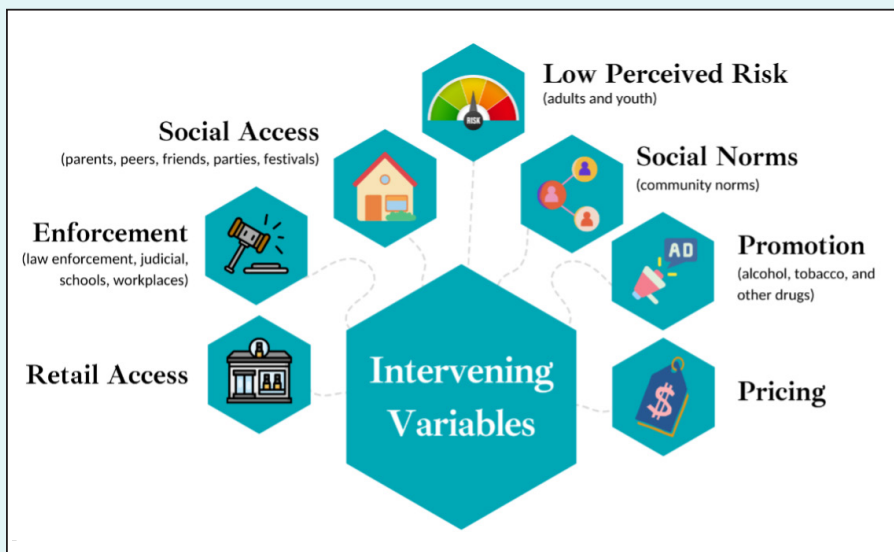 Low Perceived Risk
(adults and youth)
RISK
Social Access
(parents, peers, friends, parties, festivals)
Social Norms
(community norms)
Enforcement
(law enforcement, judicial,
schools, workplaces)
AD
Promotion
(alcohol, tobacco, and
other drugs)
Retail Access
Intervening
Variables
$
Pricing